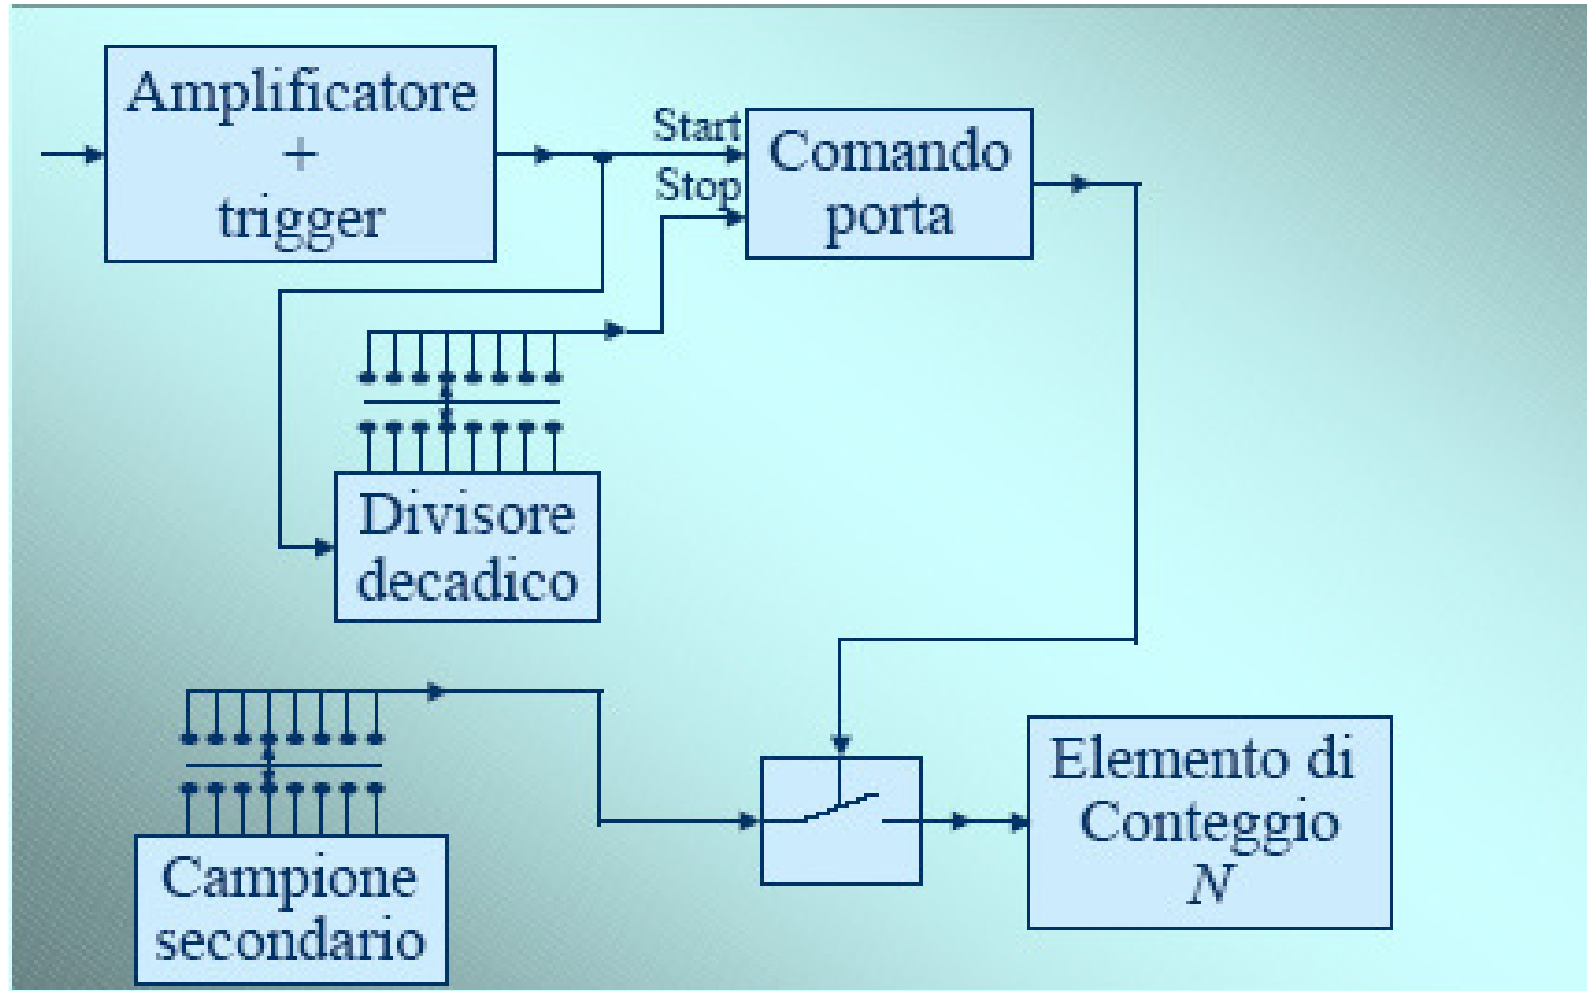 Amplificatore
+
trigger
Start
Stop
Comando
porta
Divisore
decadico
Campione
secondario
Elemento di
Conteggio
N